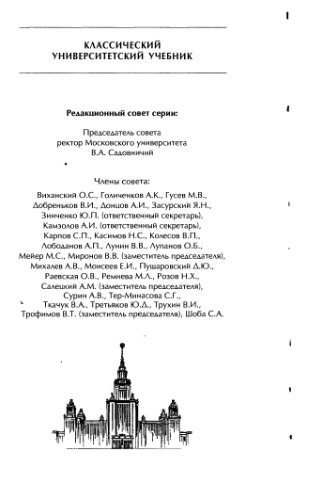 КЛАССИЧЕСКИЙ
УНИВЕРСИТЕТСКИЙ УЧЕБНИК
Редакционный совет серии:
Председатель совета
ректор Московского университета
В.А. Садовничий
Члены совета:
Виханский О.С., Голиченков А.К., Гусев М.В.,
Добреньков В.И., Донцов А.И., Засурский Я.Н.,
Зинченко Ю.П. (ответственный секретарь),
Камзолов А.И. (ответственный секретарь),
Карпов С.П., Касимов Н.С., Колесов В.П.,
Лободанов А.П., Лунин В.В., Лупанов О.Б.,
Мейер М.С., Миронов В.В. (заместитель председателя),
Михалев А.В., Моисеев Е.И., Пушаровский Д.Ю.,
Раевская О.В., Ремнева М.Л., Розов Н.Х.,
Салецкий А.М. (заместитель председателя),
Сурин А.В., Тер-Минасова С.Г.,
Ткачук В.А., Третьяков Ю.Д., Трухин В.И.,
Трофимов В.Т. (заместитель председателя), Шоба С.А.